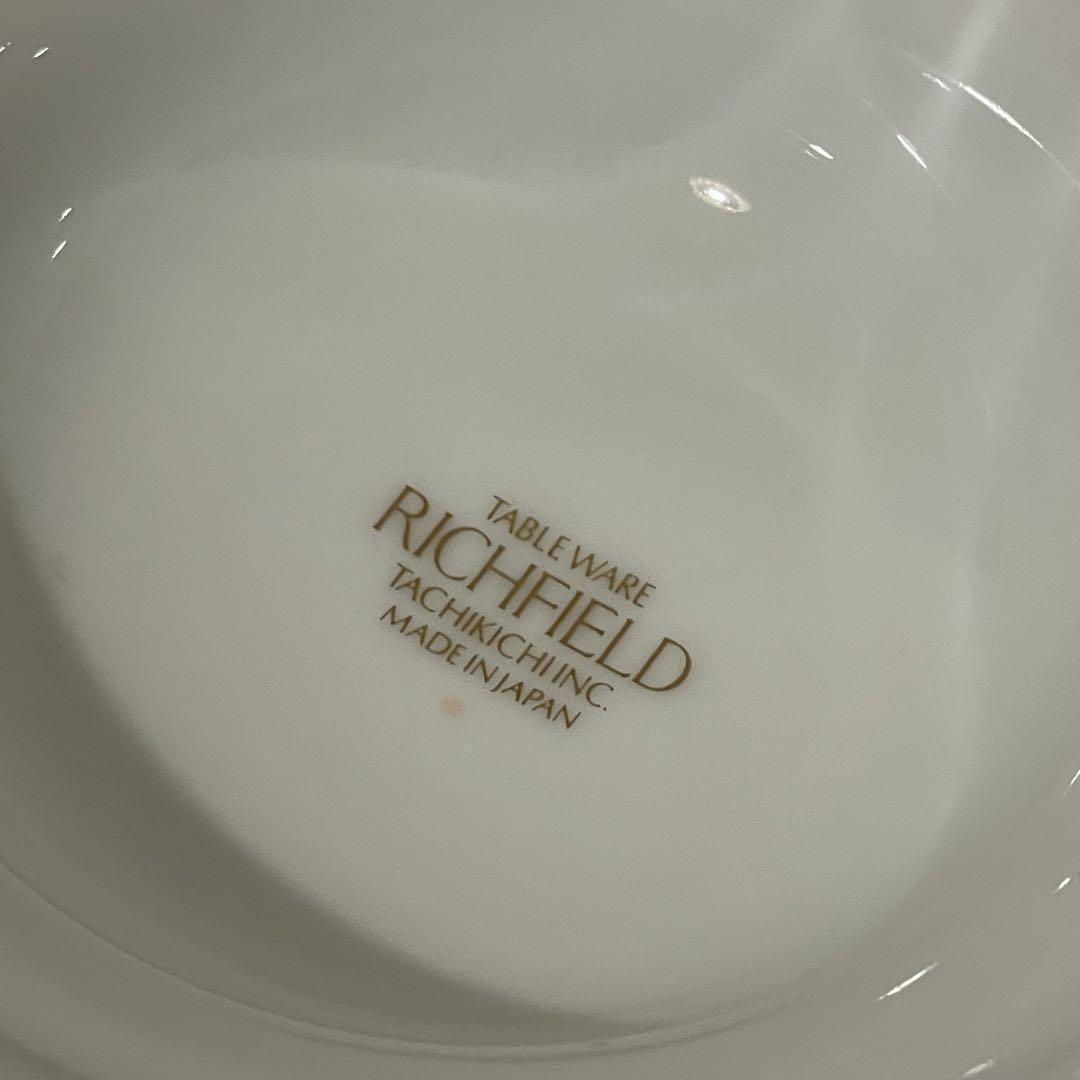 TABLE WARE
RICHFIELD
TACHIKICHI INC.
MADE IN JAPAN